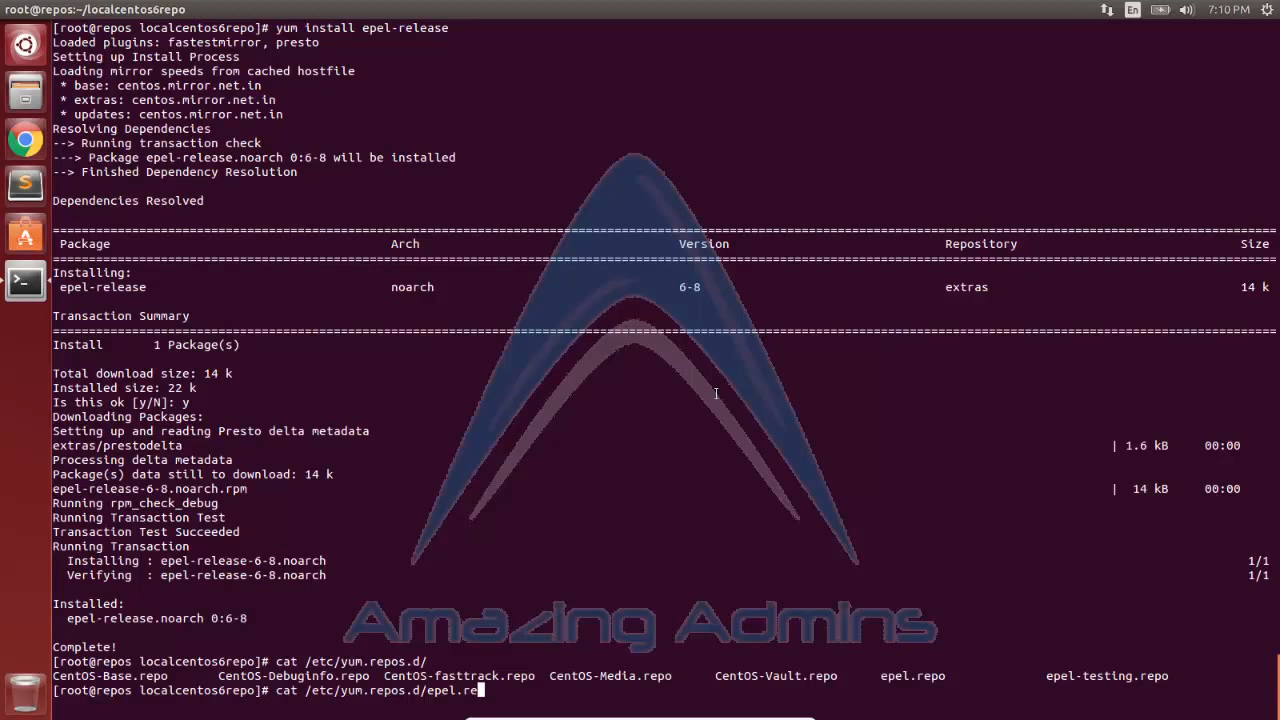 root@repos:~/localcentos6repo
En
7:10 PM
[root@repos localcentos6repo]# yum install epel-release
Loaded plugins: fastestmirror, presto
Setting up Install Process
Loading mirror speeds from cached hostfile
* base: centos.mirror.net.in
* extras: centos.mirror.net.in
* updates: centos.mirror.net.in
Resolving Dependencies
--> Running transaction check
---> Package epel-release.noarch 0:6-8 will be installed
--> Finished Dependency Resolution
Dependencies Resolved
Package Arch Version Repository Size
Installing:
epel-release noarch 6-8 extras 14 k
Transaction Summary
Install 1 Package(s)
Total download size: 14 k
Installed size: 22 k
Is this ok [y/N]: y
Downloading Packages:
Setting up and reading Presto delta metadata
extras/prestodelta | 1.6 kB 00:00
Processing delta metadata
Package(s) data still to download: 14 k
epel-release-6-8.noarch.rpm | 14 kB 00:00
Running rpm_check_debug
Running Transaction Test
Transaction Test Succeeded
Running Transaction
Installing : epel-release-6-8.noarch 1/1
Verifying : epel-release-6-8.noarch 1/1
Installed:
epel-release.noarch 0:6-8
Complete!
[root@repos localcentos6repo]# cat /etc/yum.repos.d/
CentOS-Base.repo CentOS-Debuginfo.repo CentOS-fasttrack.repo CentOS-Media.repo CentOS-Vault.repo epel.repo epel-testing.repo
[root@repos localcentos6repo]# cat /etc/yum.repos.d/epel.re
Amazing Admins